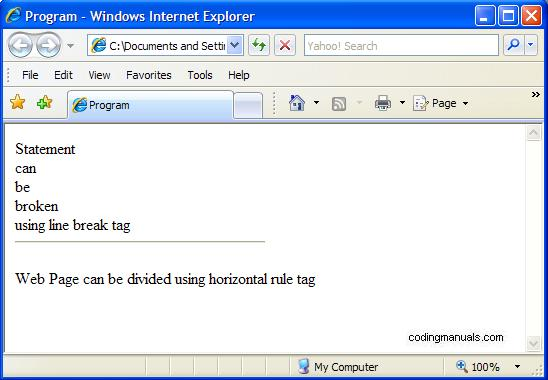 Program - Windows Internet Explorer
C:\Documents and Settin
Yahoo! Search
File Edit View Favorites Tools Help
Program
Page
»
Statement
can
be
broken
using line break tag
Web Page can be divided using horizontal rule tag
codingmanuals.com
My Computer
100%